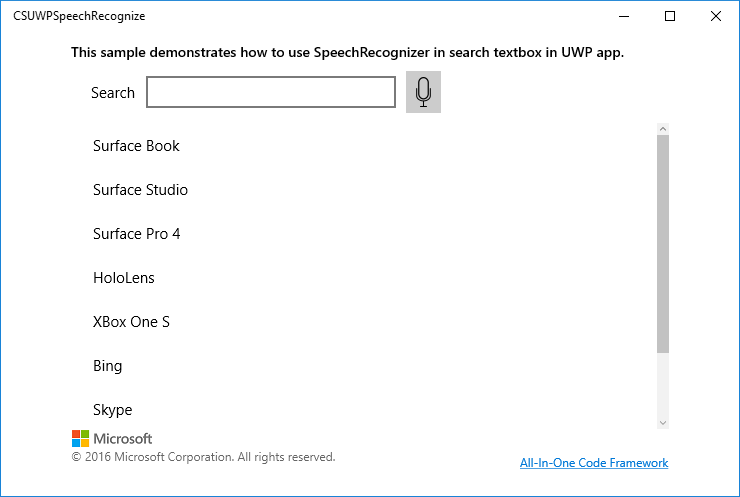 CSUWPSpeechRecognize
This sample demonstrates how to use SpeechRecognizer in search textbox in UWP app.
Search
Surface Book
Surface Studio
Surface Pro 4
HoloLens
XBox One S
Bing
Skype
Microsoft
© 2016 Microsoft Corporation. All rights reserved.
All-In-One Code Framework